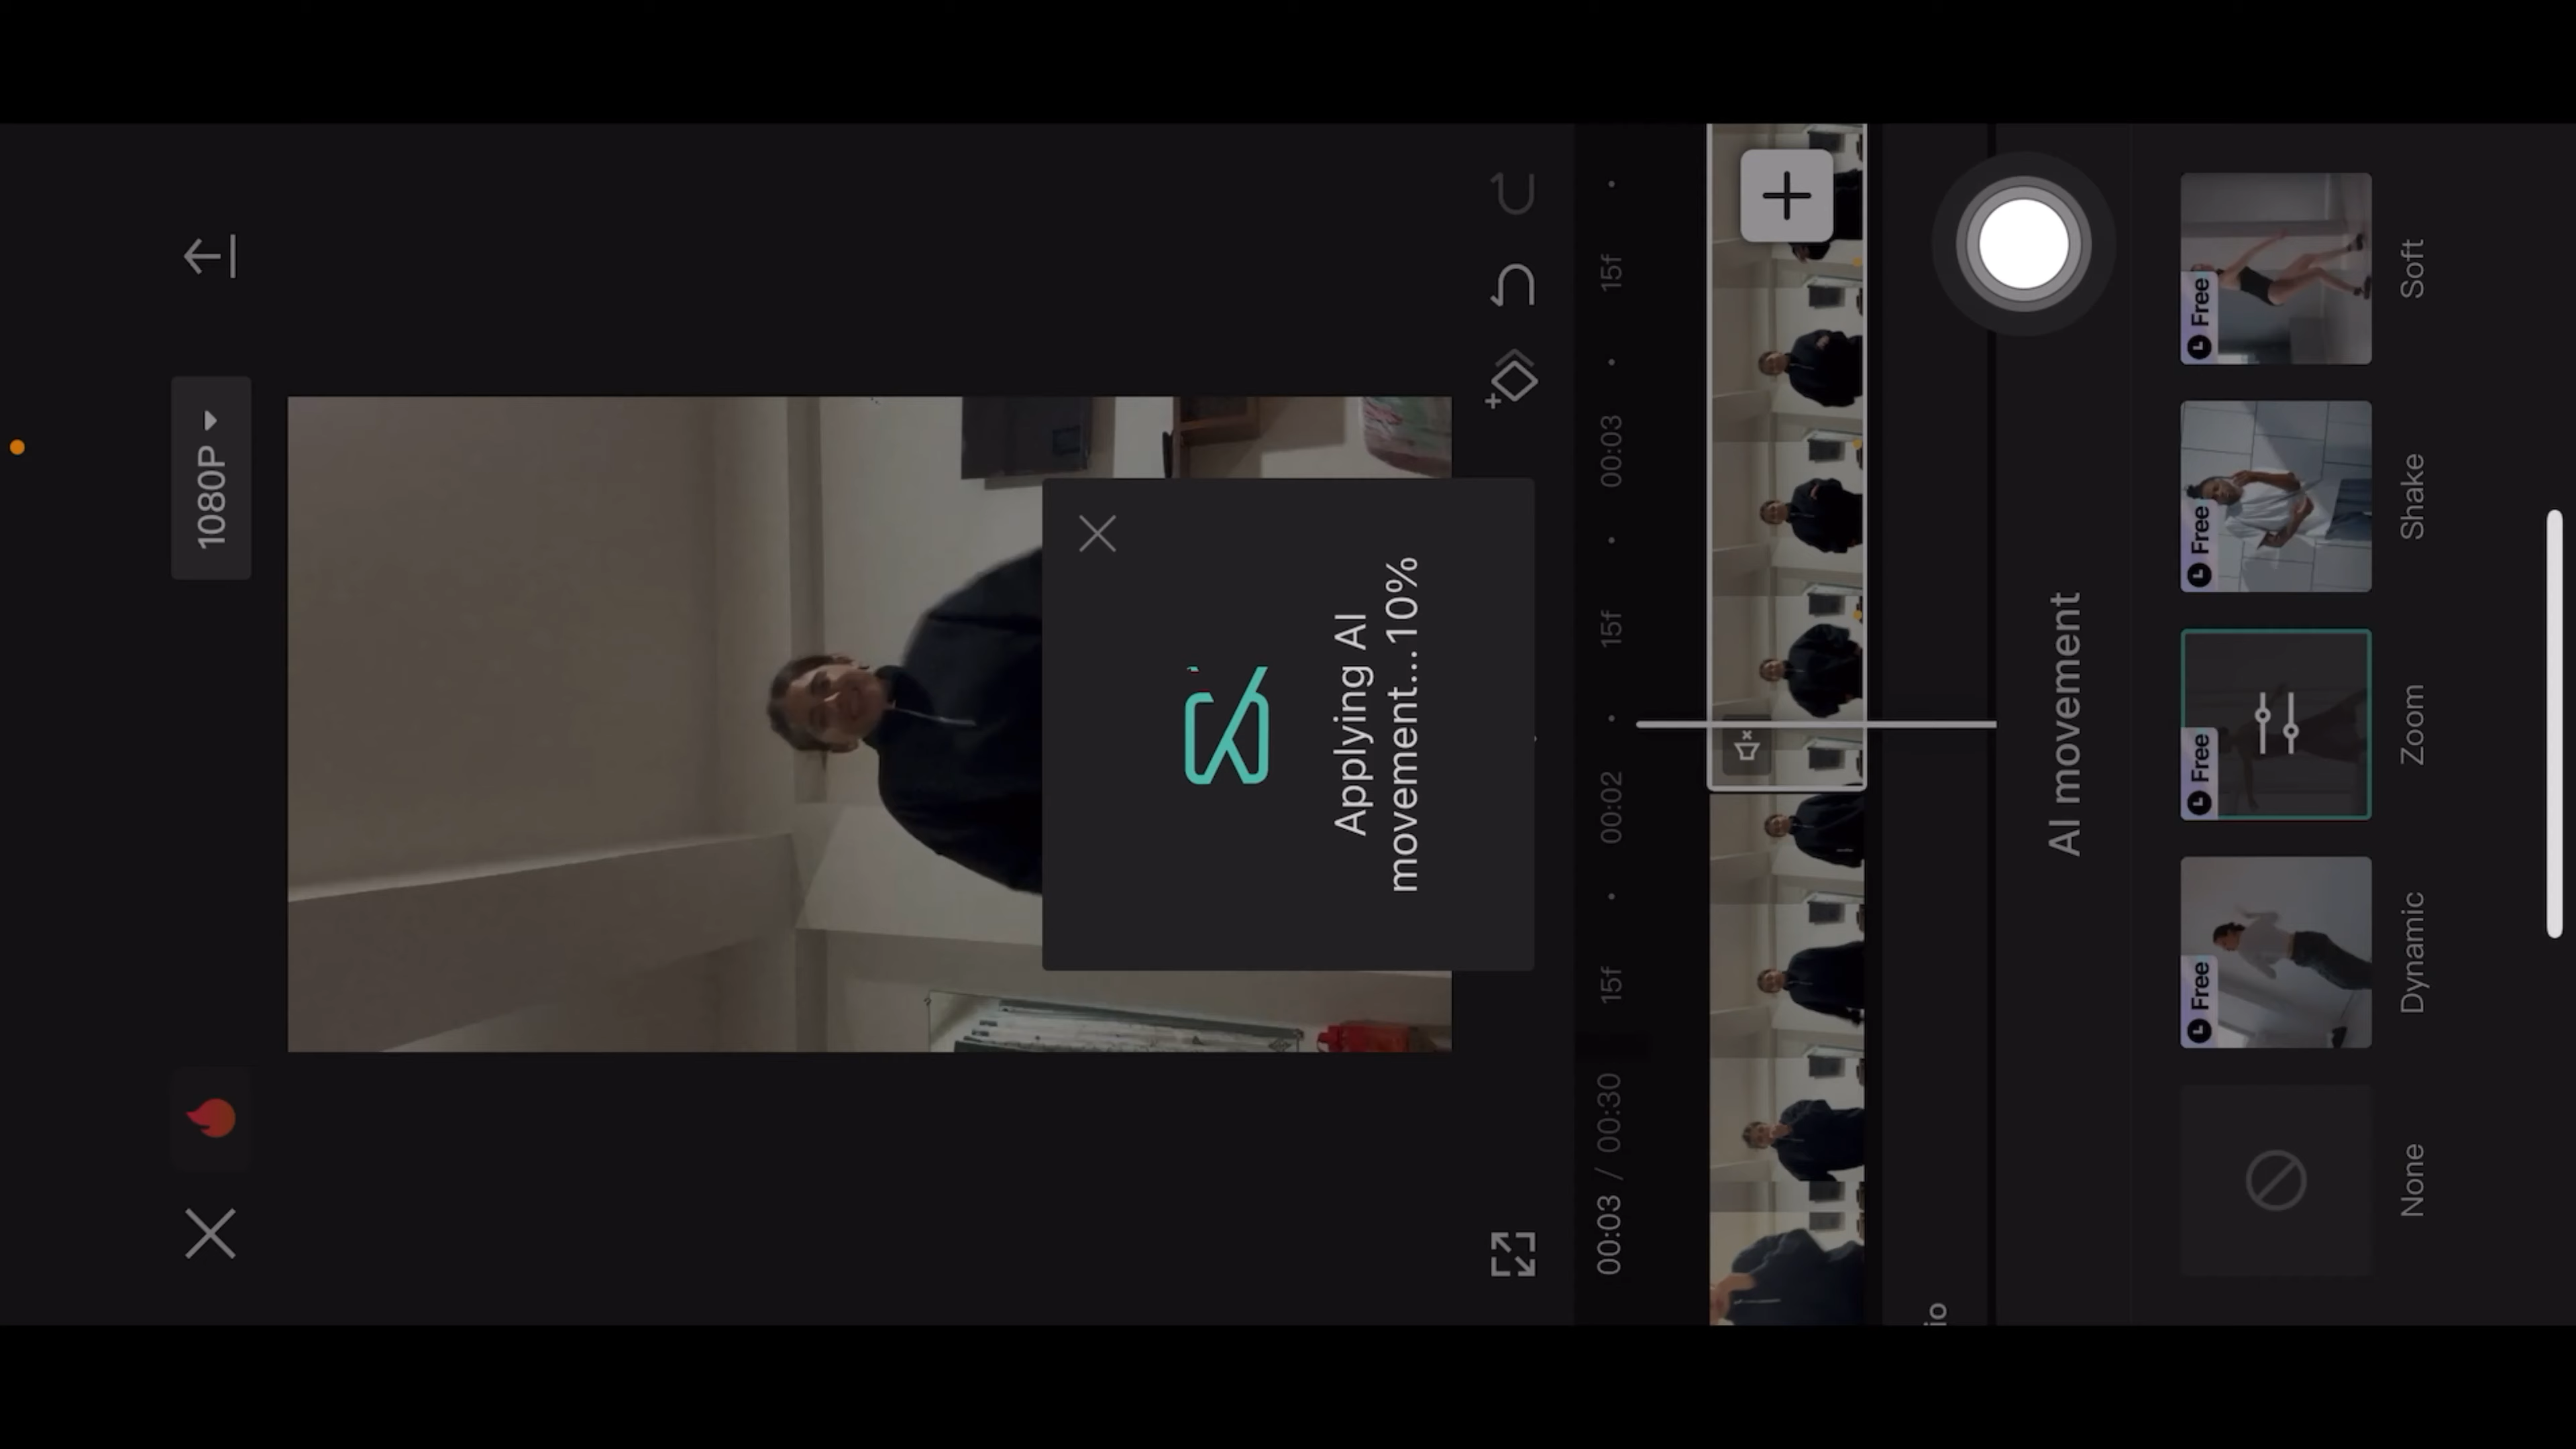 1080P
Applying AI
movement...10%
00:03 / 00:30
15f
00:02
15f
00:03
15f
io
AI movement
None
Free
Dynamic
Free
Zoom
Free
Shake
Free
Soft